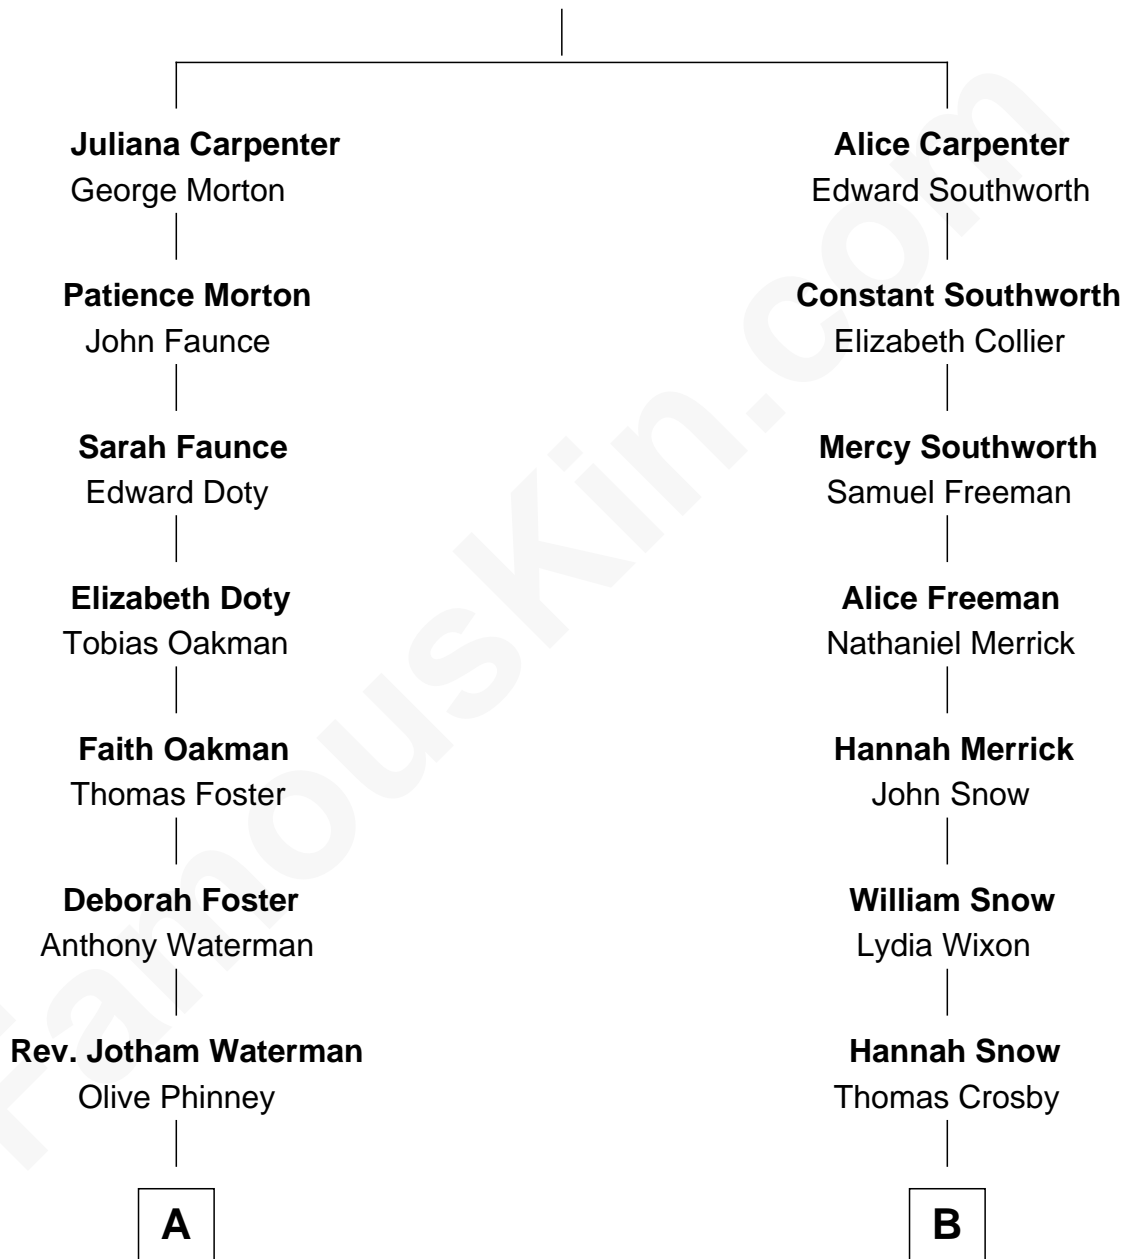 Juliana Carpenter
George Morton
Alice Carpenter
Edward Southworth
Patience Morton
John Faunce
Constant Southworth
Elizabeth Collier
Sarah Faunce
Edward Doty
Mercy Southworth
Samuel Freeman
Elizabeth Doty
Tobias Oakman
Alice Freeman
Nathaniel Merrick
Faith Oakman
Thomas Foster
Hannah Merrick
John Snow
Deborah Foster
Anthony Waterman
William Snow
Lydia Wixon
Rev. Jotham Waterman
Olive Phinney
Hannah Snow
Thomas Crosby
A
B
FamousKin.com